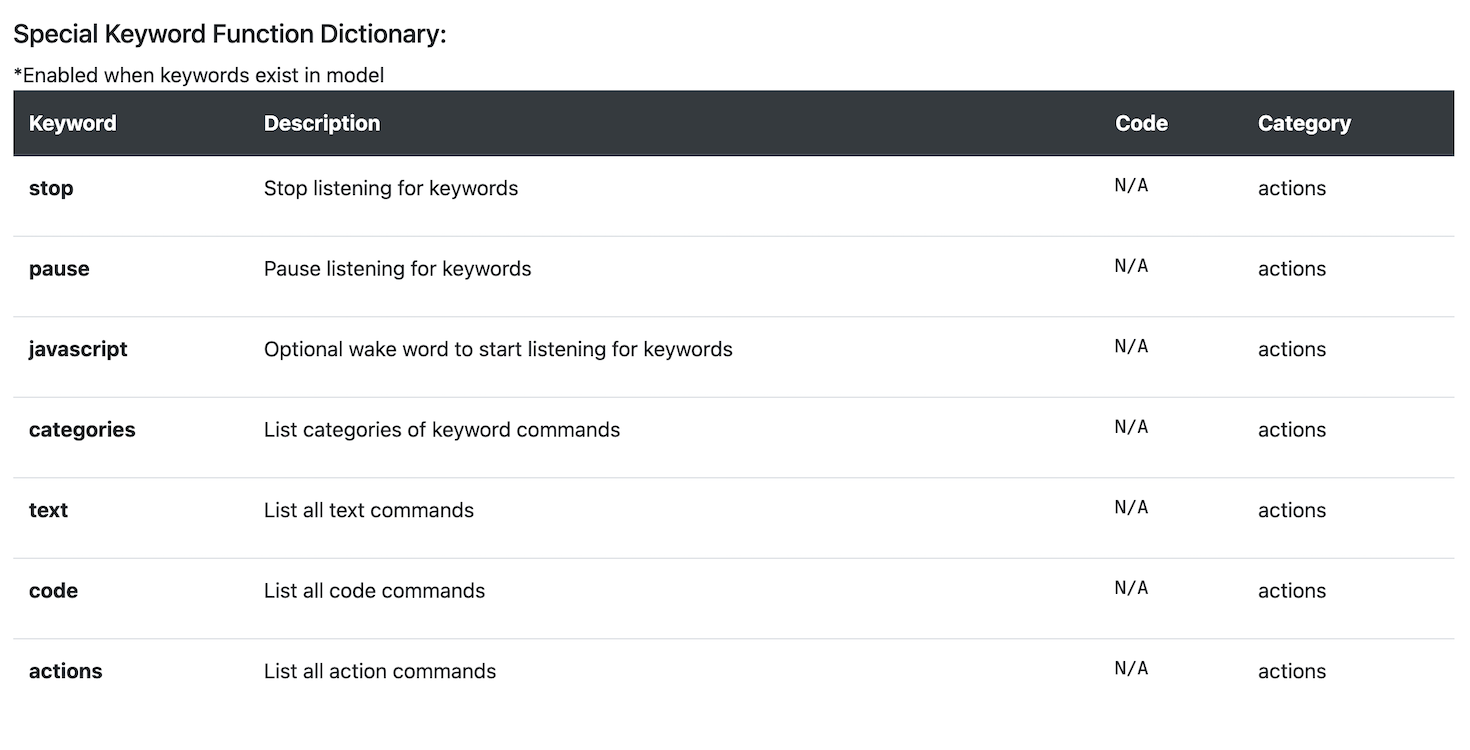 Special Keyword Function Dictionary:
*Enabled when keywords exist in model
Keyword Description Code Category
stop Stop listening for keywords N/A actions
pause Pause listening for keywords N/A actions
javascript Optional wake word to start listening for keywords N/A actions
categories List categories of keyword commands N/A actions
text List all text commands N/A actions
code List all code commands N/A actions
actions List all action commands N/A actions